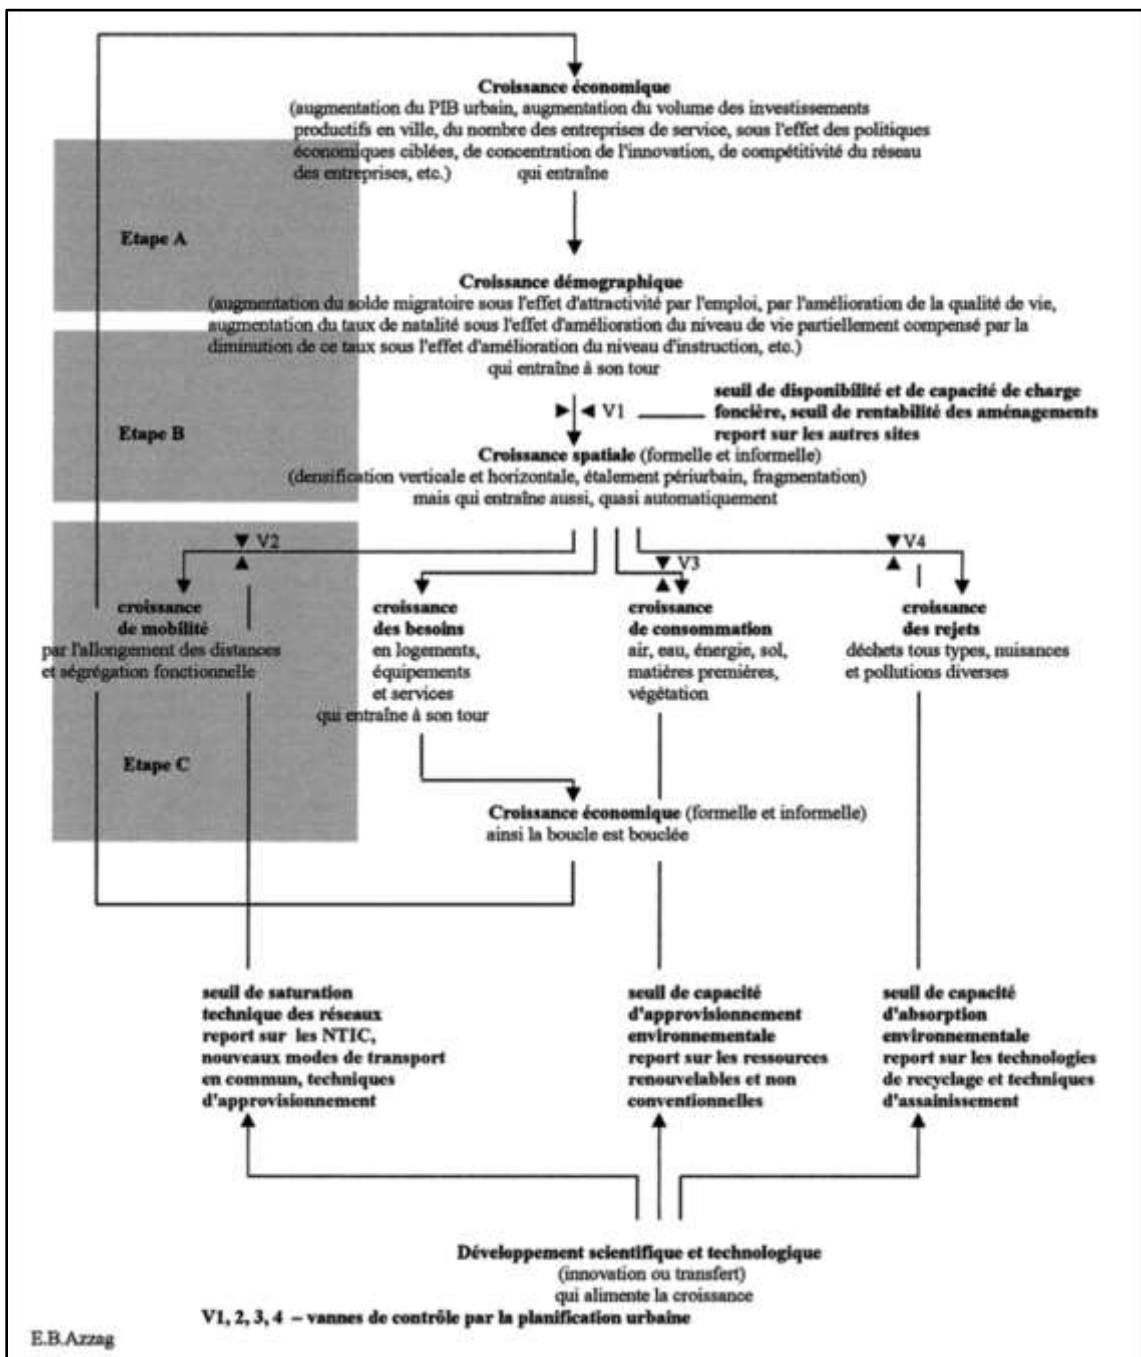 Croissance économique
(augmentation du PIB urbain, augmentation du volume des investissements
productifs en ville, du nombre des entreprises de service, sous l'effet des politiques
économiques ciblées, de concentration de l'innovation, de compétitivité du réseau
des entreprises, etc.) qui entraîne
Etape A
Croissance démographique
(augmentation du solde migratoire sous l'effet d'attractivité par l'emploi, par l'amélioration de la qualité de vie,
augmentation du taux de natalité sous l'effet d'amélioration du niveau de vie partiellement compensé par la
diminution de ce taux sous l'effet d'amélioration du niveau d'instruction, etc.)
qui entraîne à son tour
V1
seuil de disponibilité et de capacité de charge
foncière, seuil de rentabilité des aménagements
report sur les autres sites
Etape B
Croissance spatiale (formelle et informelle)
(densification verticale et horizontale, étalement périurbain, fragmentation)
mais qui entraîne aussi, quasi automatiquement
V2
V3
V4
croissance
de mobilité
par l'allongement des distances
et ségrégation fonctionnelle
croissance
des besoins
en logements,
équipements
et services
qui entraîne à son tour
croissance
de consommation
air, eau, énergie, sol,
matières premières,
végétation
croissance
des rejets
déchets tous types, nuisances
et pollutions diverses
Etape C
Croissance économique (formelle et informelle)
ainsi la boucle est bouclée
seuil de saturation
technique des réseaux
report sur les NTIC,
nouveaux modes de transport
en commun, techniques
d'approvisionnement
seuil de capacité
d'approvisionnement
environnementale
report sur les ressources
renouvelables et non
conventionnelles
seuil de capacité
d'absorption
environnementale
report sur les technologies
de recyclage et techniques
d'assainissement
Développement scientifique et technologique
(innovation ou transfert)
qui alimente la croissance
V1, 2, 3, 4 – vannes de contrôle par la planification urbaine
E.B.Azzag